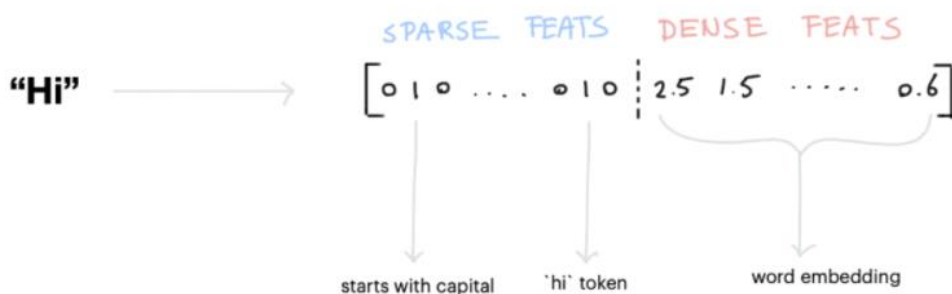 SPARSE FEATS DENSE FEATS
“Hi” [0 1 0 .... 0 1 0 ¦ 2.5 1.5 ..... 0.6]
starts with capital `hi` token word embedding